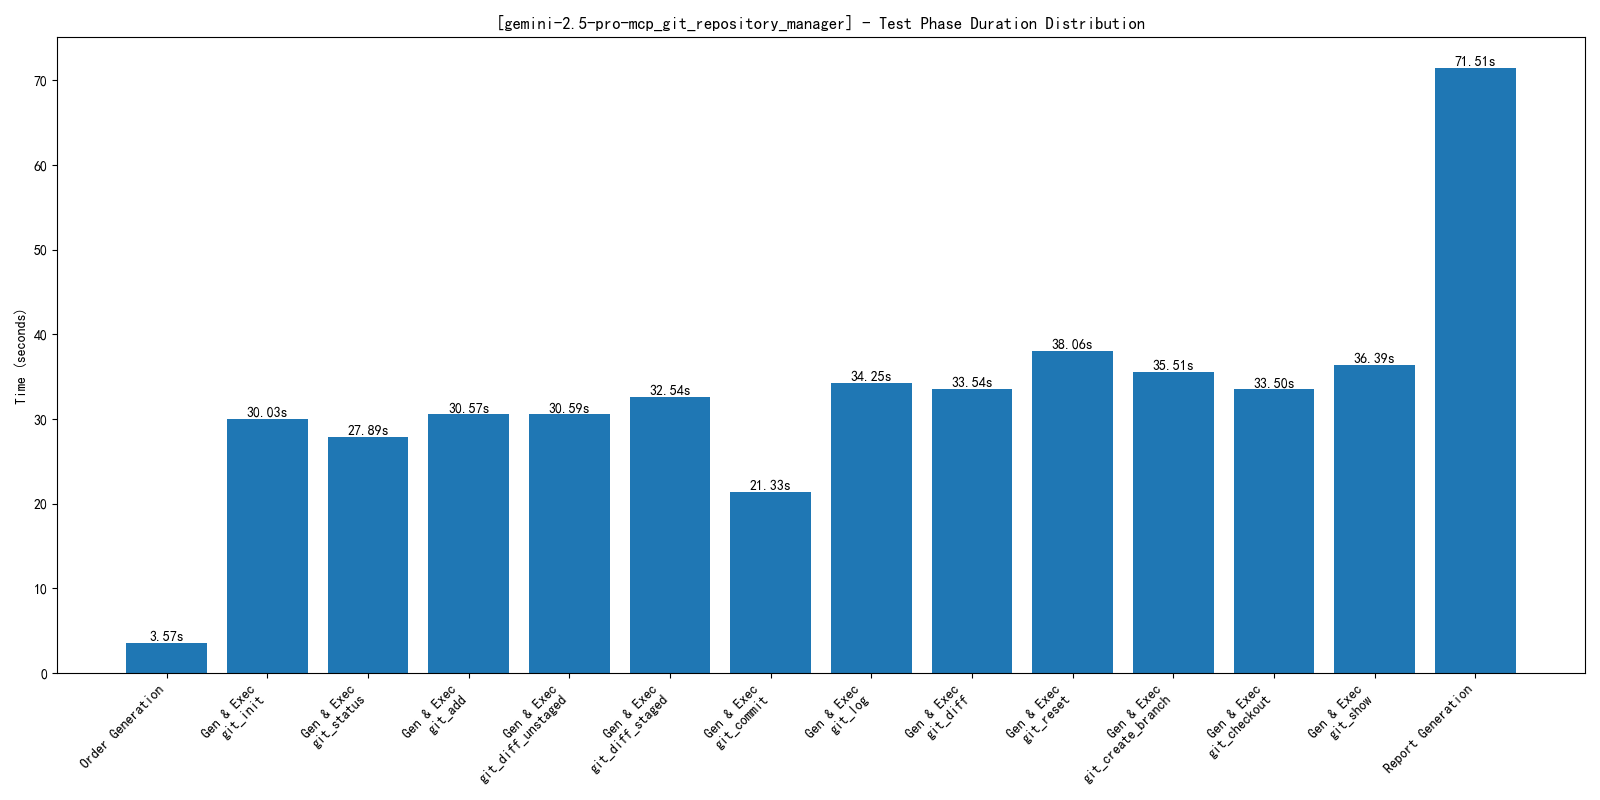 [gemini-2.5-pro-mcp_git_repository_manager] - Test Phase Duration Distribution
Time (seconds)
70
60
50
40
30
20
10
0
3.57s
30.03s
27.89s
30.57s
30.59s
32.54s
21.33s
34.25s
33.54s
38.06s
35.51s
33.50s
36.39s
71.51s
Order Generation
Gen & Exec
git_init
Gen & Exec
git_status
Gen & Exec
git_add
Gen & Exec
git_diff_unstaged
Gen & Exec
git_diff_staged
Gen & Exec
git_commit
Gen & Exec
git_log
Gen & Exec
git_diff
Gen & Exec
git_reset
Gen & Exec
git_create_branch
Gen & Exec
git_checkout
Gen & Exec
git_show
Report Generation